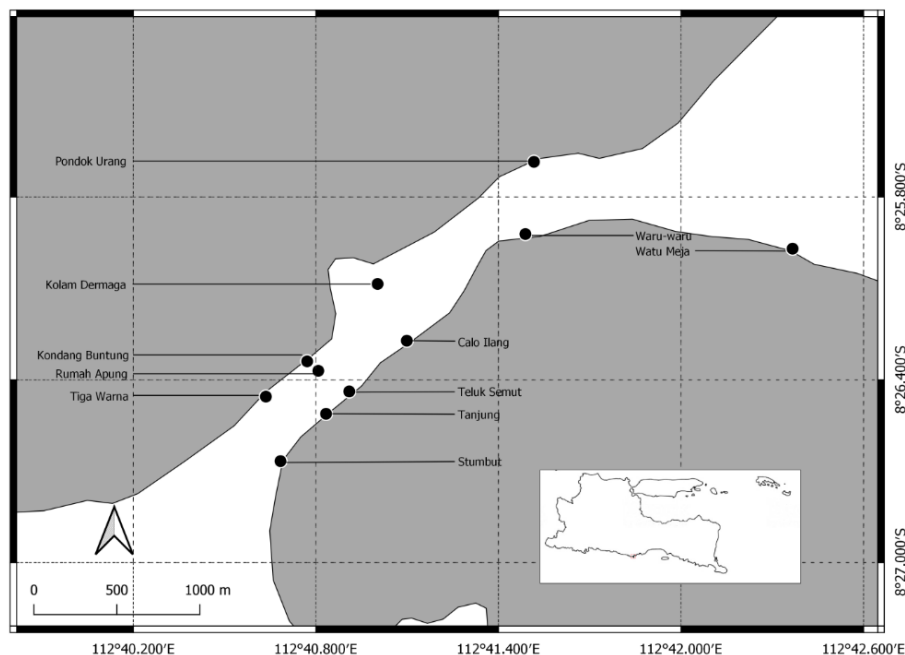 Pondok Urang
8°25.800'S
Waru-waru
Watu Meja
Kolam Dermaga
Calo Ilang
Kondang Buntung
Rumah Apung
8°26.400'S
Tiga Warna
Teluk Semut
Tanjung
Stumbut
8°27.000'S
0 500 1000 m
112°40.200'E 112°40.800'E 112°41.400'E 112°42.000'E 112°42.600'E